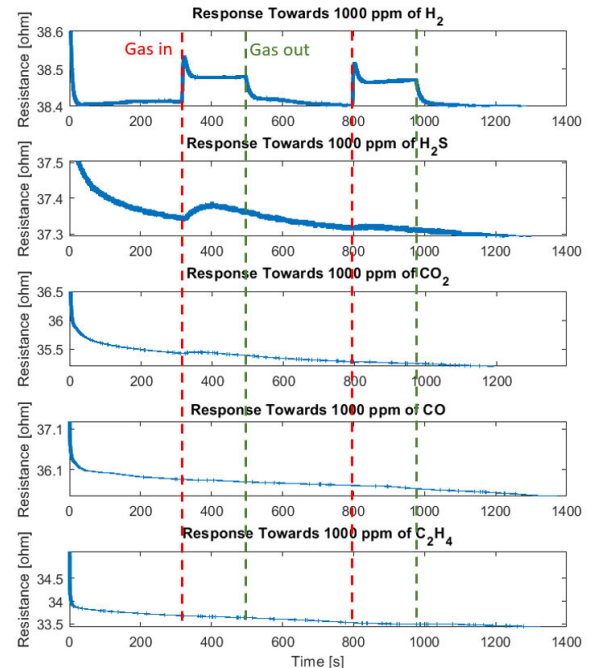 Response Towards 1000 ppm of H₂
Resistance [ohm]
38.6
38.5
38.4
Gas in
Gas out
0 200 400 600 800 1000 1200 1400
Response Towards 1000 ppm of H₂S
Resistance [ohm]
37.5
37.4
37.3
0 200 400 600 800 1000 1200 1400
Response Towards 1000 ppm of CO₂
Resistance [ohm]
36.5
36
35.5
0 200 400 600 800 1000 1200 1400
Response Towards 1000 ppm of CO
Resistance [ohm]
37.1
36.1
0 200 400 600 800 1000 1200 1400
Response Towards 1000 ppm of C₂H₄
Resistance [ohm]
34.5
34
33.5
0 200 400 600 800 1000 1200 1400
Time [s]